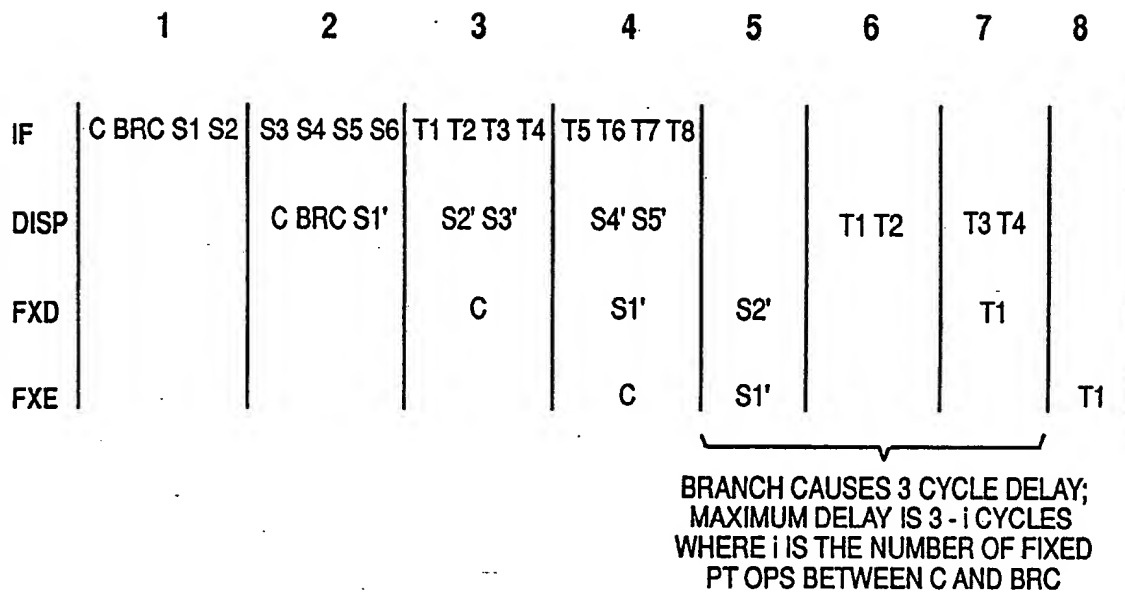 1 2 3 4 5 6 7 8
IF C BRC S1 S2 S3 S4 S5 S6 T1 T2 T3 T4 T5 T6 T7 T8
DISP C BRC S1' S2' S3' S4' S5' T1 T2 T3 T4
FXD C S1' S2' T1
FXE C S1' T1
BRANCH CAUSES 3 CYCLE DELAY;
MAXIMUM DELAY IS 3 - i CYCLES
WHERE i IS THE NUMBER OF FIXED
PT OPS BETWEEN C AND BRC